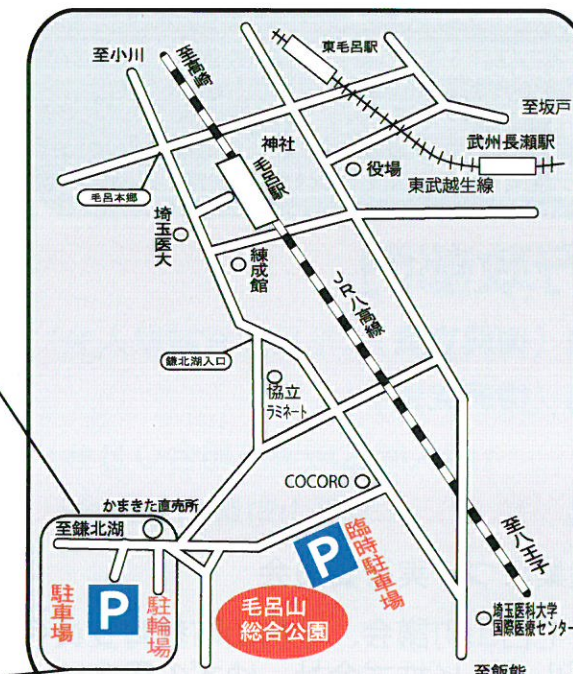 至小川
至高崎
東毛呂駅
至坂戸
神社
武州長瀬駅
毛呂駅
役場
東武越生線
毛呂本郷
埼玉医大
練成館
JR八高線
鎌北湖入口
協立
ラミネート
COCORO
かまきた直売所
至鎌北湖
臨時駐車場
P
至八王子
駐車場
P
駐輪場
毛呂山
総合公園
埼玉医科大学
国際医療センター
至飯能